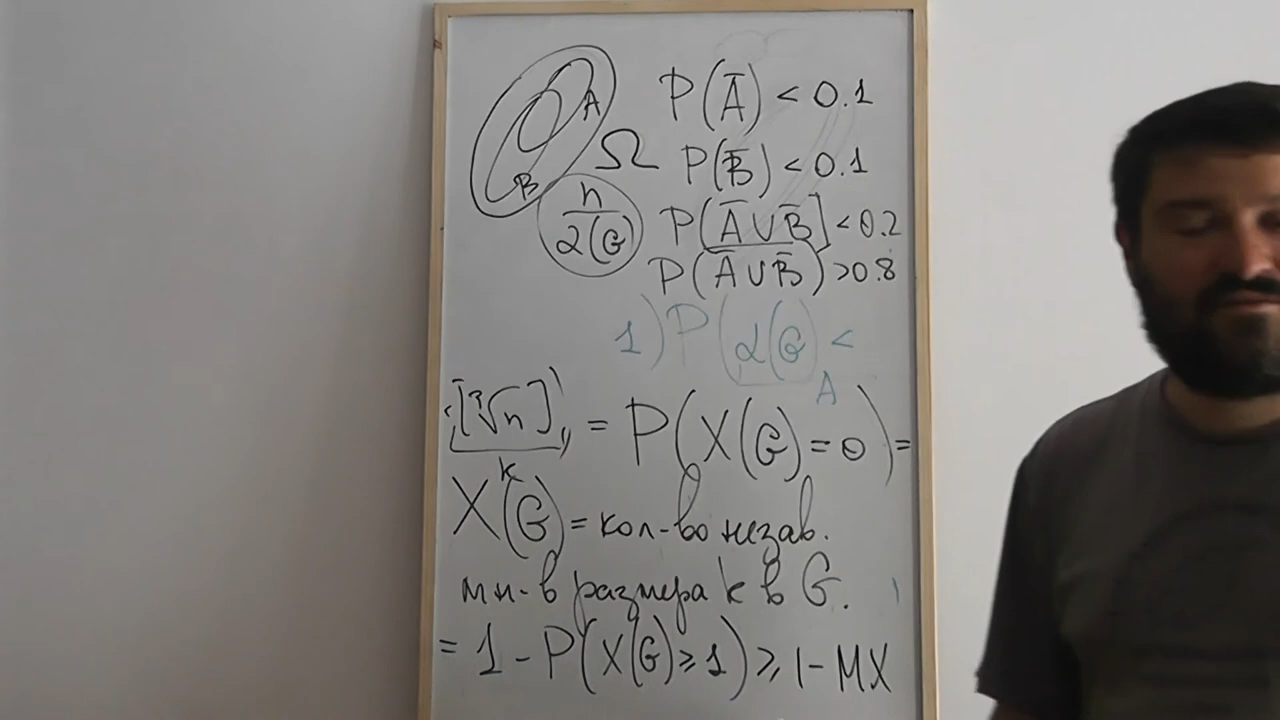 A P(A̅) < 0.1
Ω P(B̅) < 0.1
B
n/α(G) P(A̅ ∪ B̅] < 0.2
P(A̅ ∪ B̅) > 0.8
1) P(α(G) <
A
[∛n]) = P(X(G) = 0) =
k
X(G) = кол-во незав.
мн-в размера k в G.
= 1 - P(X(G) ⩾ 1) ⩾ 1 - MX